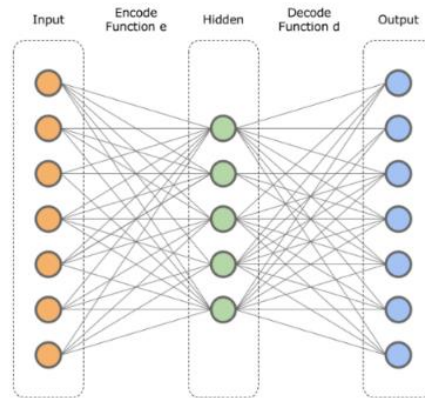 Input
Encode
Function e
Hidden
Decode
Function d
Output